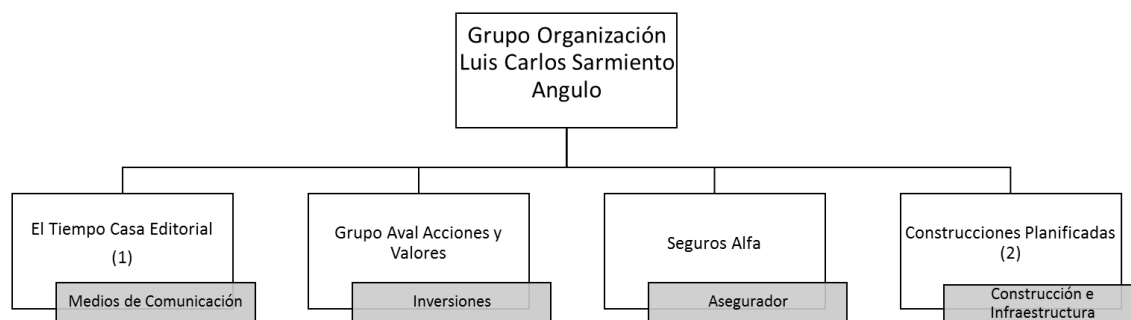 Grupo Organización
Luis Carlos Sarmiento
Angulo
El Tiempo Casa Editorial
(1)
Medios de Comunicación
Grupo Aval Acciones y
Valores
Inversiones
Seguros Alfa
Asegurador
Construcciones Planificadas
(2)
Construcción e
Infraestructura